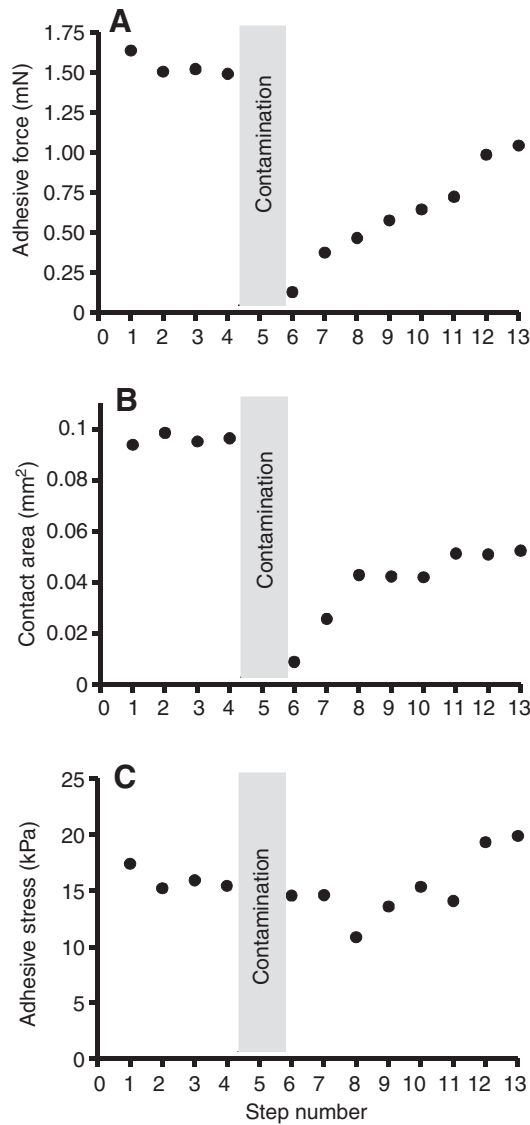 A
Adhesive force (mN)
1.75
1.50
1.25
1.00
0.75
0.50
0.25
0
Contamination
0 1 2 3 4 5 6 7 8 9 10 11 12 13
B
Contact area (mm²)
0.1
0.08
0.06
0.04
0.02
0
Contamination
0 1 2 3 4 5 6 7 8 9 10 11 12 13
C
Adhesive stress (kPa)
25
20
15
10
5
0
Contamination
0 1 2 3 4 5 6 7 8 9 10 11 12 13
Step number